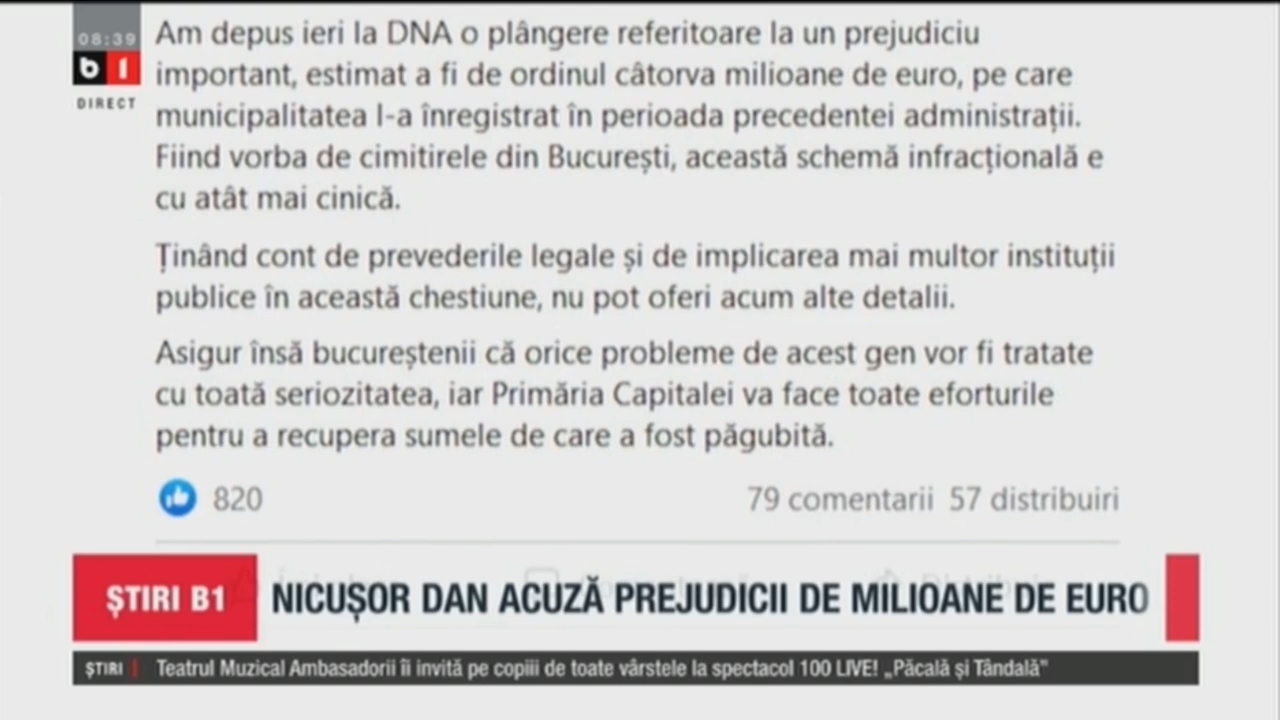 08:39
b1
DIRECT
Am depus ieri la DNA o plângere referitoare la un prejudiciu
important, estimat a fi de ordinul câtorva milioane de euro, pe care
municipalitatea l-a înregistrat în perioada precedentei administrații.
Fiind vorba de cimitirele din București, această schemă infracțională e
cu atât mai cinică.
Ținând cont de prevederile legale și de implicarea mai multor instituții
publice în această chestiune, nu pot oferi acum alte detalii.
Asigur însă bucureștenii că orice probleme de acest gen vor fi tratate
cu toată seriozitatea, iar Primăria Capitalei va face toate eforturile
pentru a recupera sumele de care a fost păgubită.
820 79 comentarii 57 distribuiri
ȘTIRI B1 NICUȘOR DAN ACUZĂ PREJUDICII DE MILIOANE DE EURO
ȘTIRI Teatrul Muzical Ambasadorii îi invită pe copiii de toate vârstele la spectacol 100 LIVE! „Păcală și Tândală”